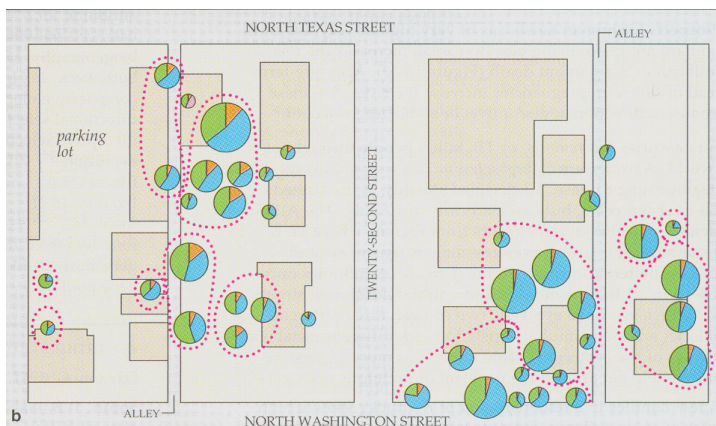 NORTH TEXAS STREET
ALLEY
parking
lot
TWENTY-SECOND STREET
ALLEY
b
NORTH WASHINGTON STREET